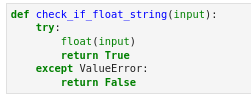 def check_if_float_string(input):
    try:
        float(input)
        return True
    except ValueError:
        return False